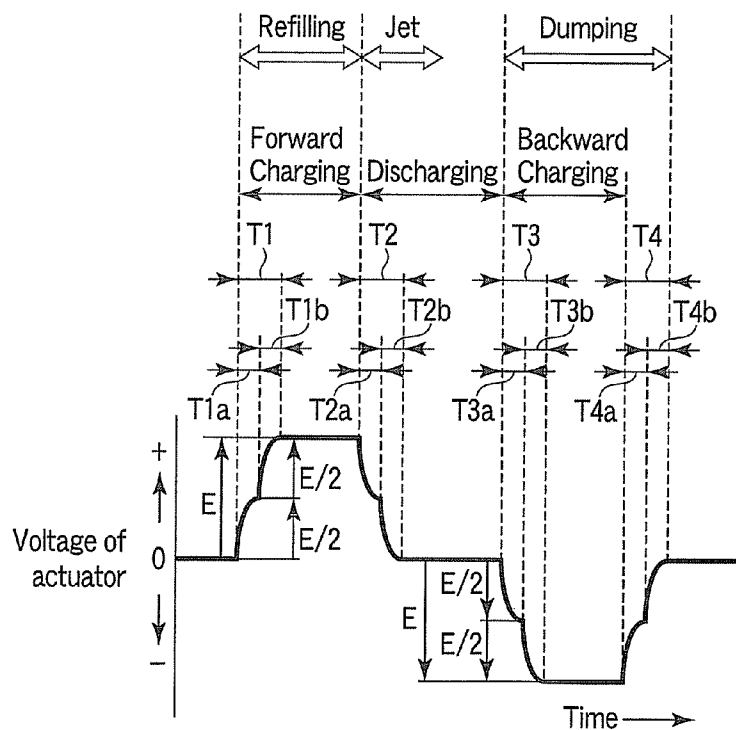 Refilling Jet Dumping
Forward
Charging
Discharging
Backward
Charging
T1 T2 T3 T4
T1b T2b T3b T4b
T1a T2a T3a T4a
+
E
E/2
E/2
Voltage of
actuator
0
E
E/2
E/2
−
Time